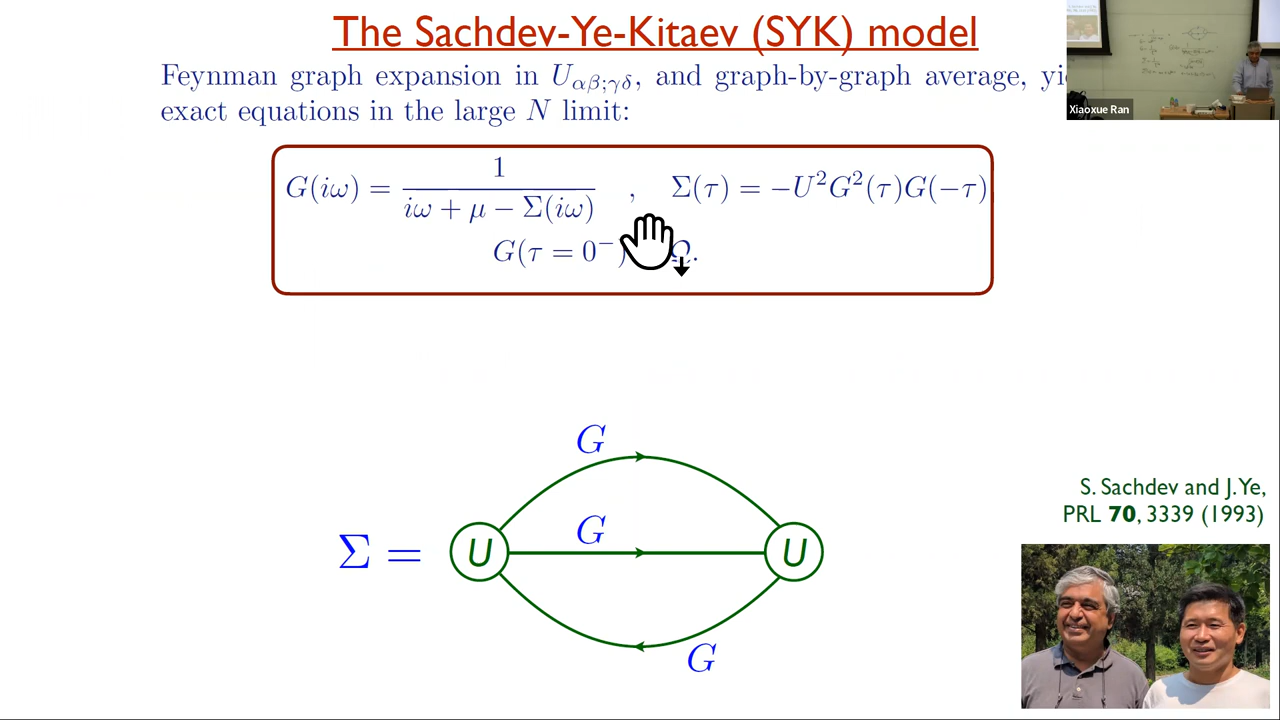 The Sachdev-Ye-Kitaev (SYK) model
Feynman graph expansion in U_{αβ;γδ}, and graph-by-graph average,
exact equations in the large N limit:
G(iω) = 1 / (iω + μ − Σ(iω)) , Σ(τ) = −U²G²(τ)G(−τ)
G(τ = 0⁻) Q.
Xiaoxue Ran
G
G
Σ = U U
G
S. Sachdev and J. Ye,
PRL 70, 3339 (1993)